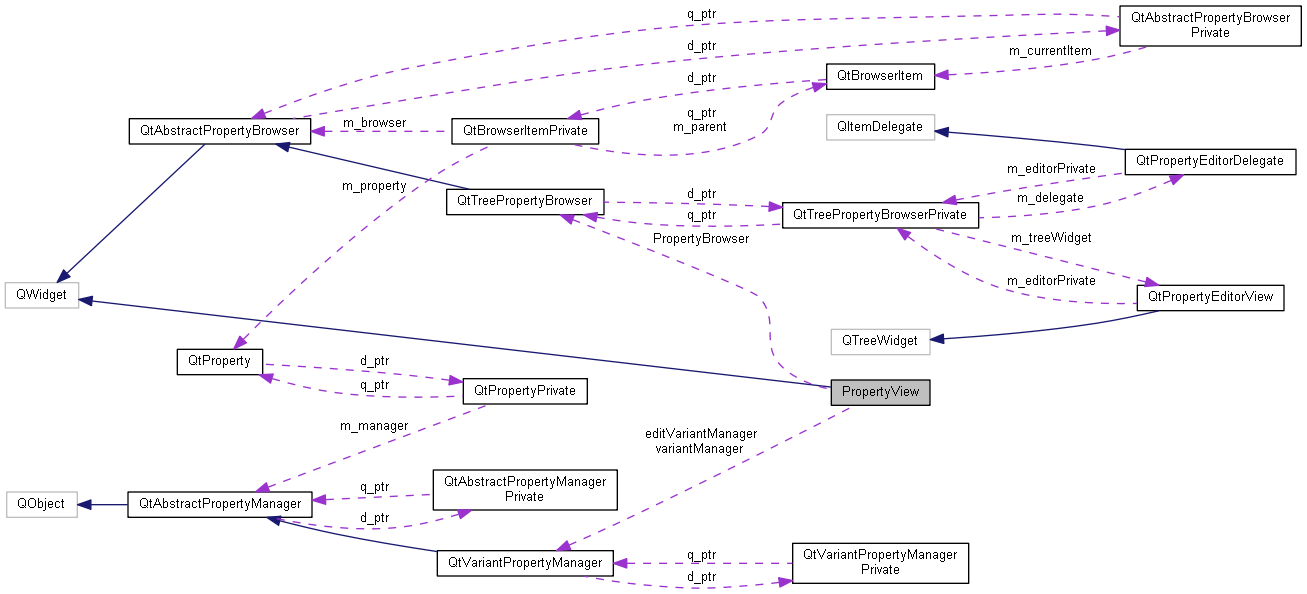 q_ptr
QtAbstractPropertyBrowser
Private
d_ptr
m_currentItem
QtBrowserItem
d_ptr
q_ptr
m_parent
QtAbstractPropertyBrowser
m_browser
QtBrowserItemPrivate
QItemDelegate
QtPropertyEditorDelegate
m_editorPrivate
m_property
QtTreePropertyBrowser
d_ptr
m_delegate
q_ptr
QtTreePropertyBrowserPrivate
PropertyBrowser
m_treeWidget
m_editorPrivate
QWidget
QtPropertyEditorView
QTreeWidget
QtProperty
d_ptr
q_ptr
QtPropertyPrivate
PropertyView
m_manager
editVariantManager
variantManager
QtAbstractPropertyManager
Private
q_ptr
QObject
QtAbstractPropertyManager
d_ptr
QtVariantPropertyManager
q_ptr
d_ptr
QtVariantPropertyManager
Private